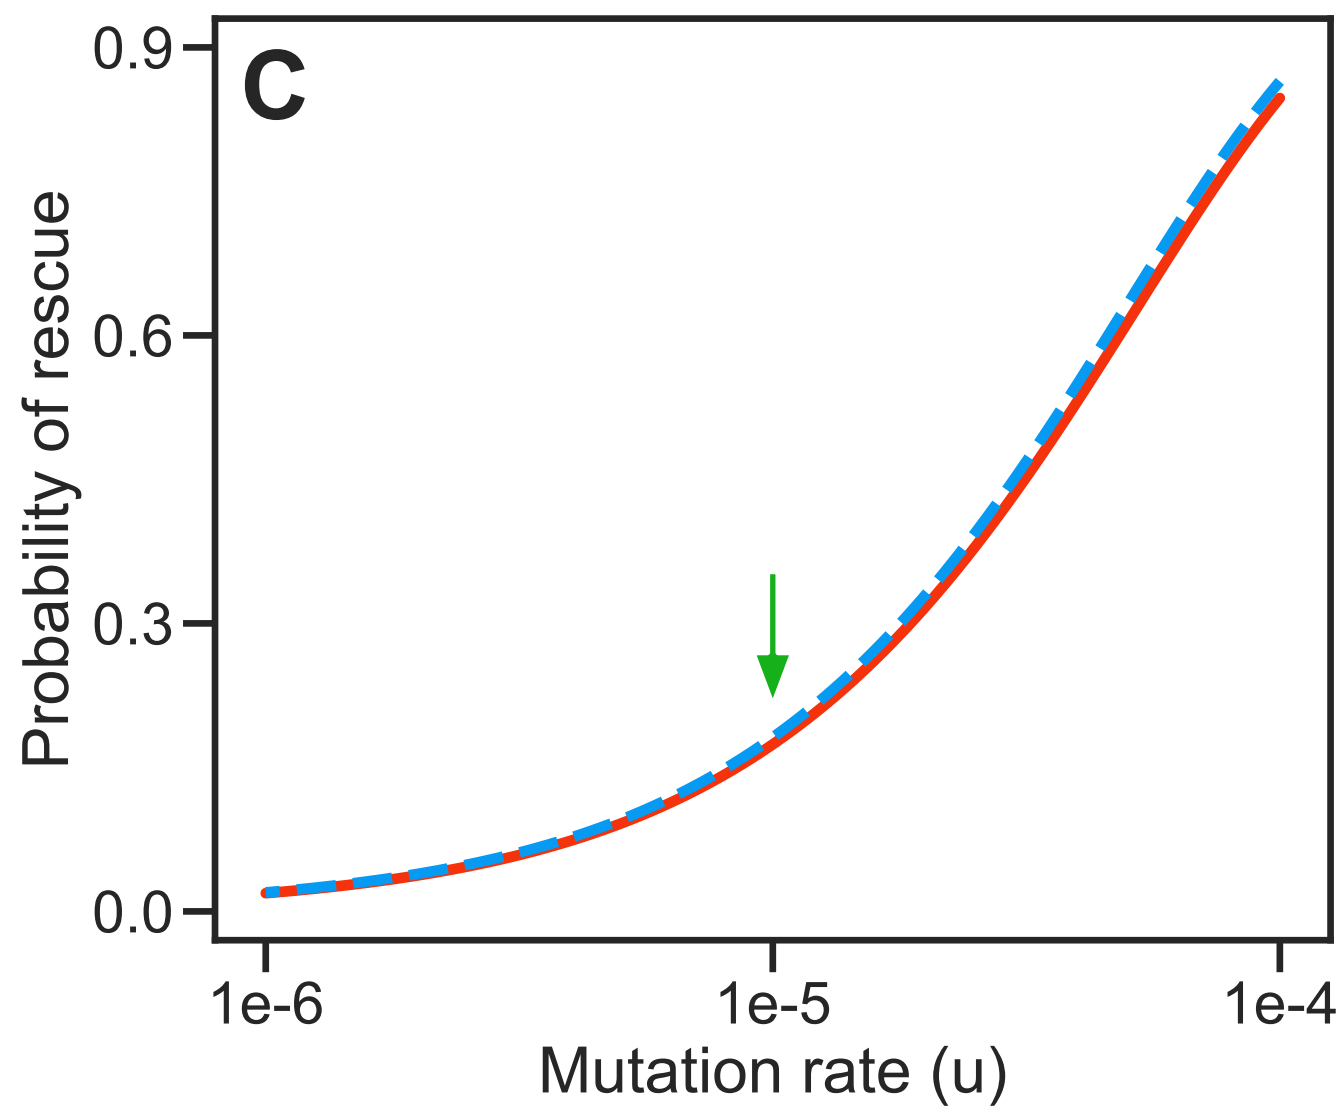 C
0.9
0.6
0.3
0.0
Probability of rescue
1e-6
1e-5
1e-4
Mutation rate (u)